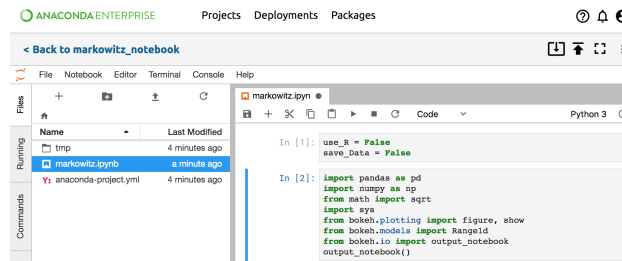 ANACONDA ENTERPRISE
Projects Deployments Packages
< Back to markowitz_notebook
File Notebook Editor Terminal Console Help
Files
Running
Commands
Name Last Modified
tmp 4 minutes ago
markowitz.ipynb a minute ago
Y: anaconda-project.yml 4 minutes ago
markowitz.ipyn
Code Python 3
In [1]: use_R = False
save_Data = False
In [2]: import pandas as pd
import numpy as np
from math import sqrt
import sys
from bokeh.plotting import figure, show
from bokeh.models import Range1d
from bokeh.io import output_notebook
output_notebook()